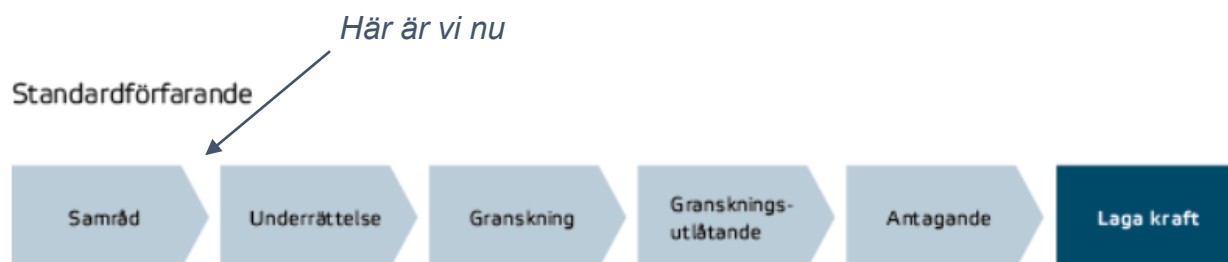 Här är vi nu
Standardförfarande
Samråd
Underrättelse
Granskning
Gransknings-
utlåtande
Antagande
Laga kraft